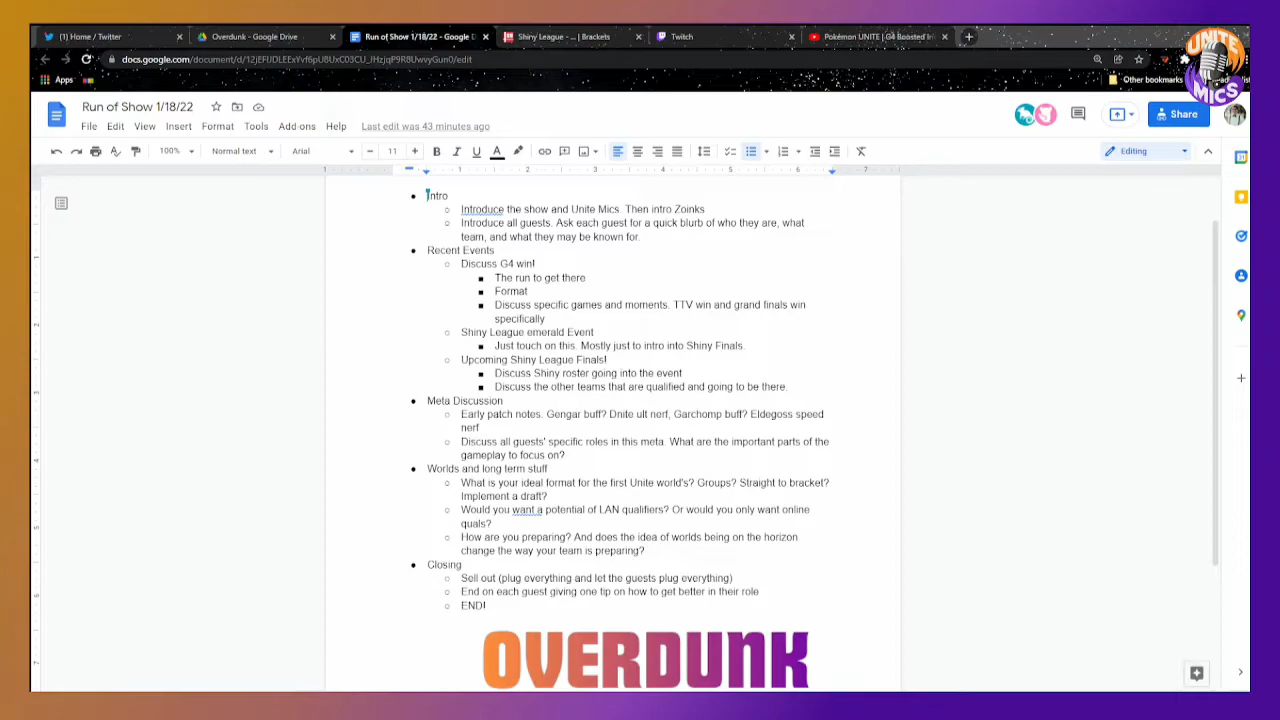 (1) Home / Twitter
Overdunk - Google Drive
Run of Show 1/18/22 - Google D
Shiny League - ... | Brackets
Twitch
Pokémon UNITE | G4 Boosted In
UNITE
MICS
Apps
Other bookmarks
Run of Show 1/18/22
File Edit View Insert Format Tools Add-ons Help Last edit was 43 minutes ago
Share
100% Normal text Arial 11 Editing
Intro
Introduce the show and Unite Mics. Then intro Zoinks
Introduce all guests. Ask each guest for a quick blurb of who they are, what
team, and what they may be known for.
Recent Events
Discuss G4 win!
The run to get there
Format
Discuss specific games and moments. TTV win and grand finals win
specifically
Shiny League emerald Event
Just touch on this. Mostly just to intro into Shiny Finals.
Upcoming Shiny League Finals!
Discuss Shiny roster going into the event
Discuss the other teams that are qualified and going to be there.
Meta Discussion
Early patch notes. Gengar buff? Dnite ult nerf, Garchomp buff? Eldegoss speed
nerf
Discuss all guests' specific roles in this meta. What are the important parts of the
gameplay to focus on?
Worlds and long term stuff
What is your ideal format for the first Unite world's? Groups? Straight to bracket?
Implement a draft?
Would you want a potential of LAN qualifiers? Or would you only want online
quals?
How are you preparing? And does the idea of worlds being on the horizon
change the way your team is preparing?
Closing
Sell out (plug everything and let the guests plug everything)
End on each guest giving one tip on how to get better in their role
END!
OVERDUNK